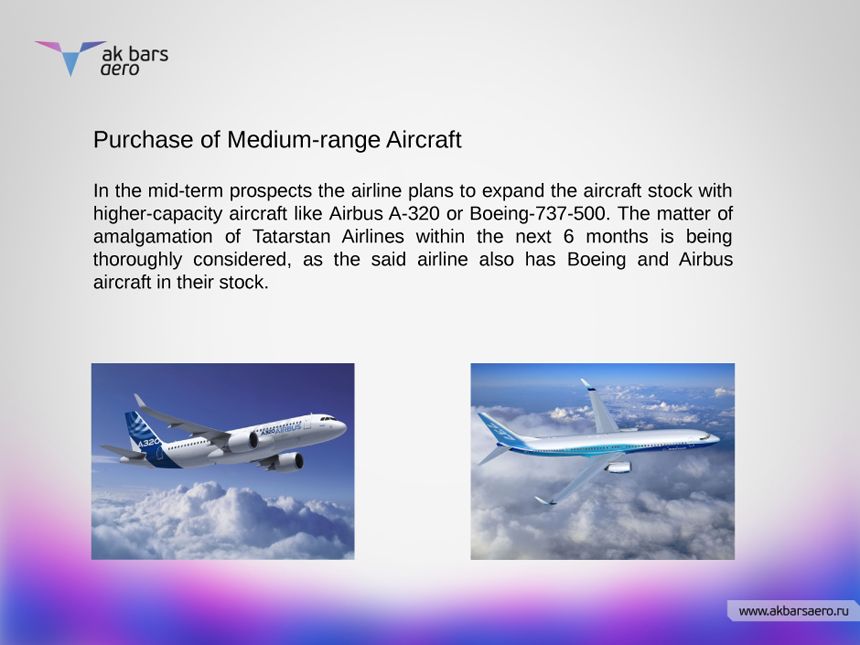 ak bars
aero
Purchase of Medium-range Aircraft
In the mid-term prospects the airline plans to expand the aircraft stock with
higher-capacity aircraft like Airbus A-320 or Boeing-737-500. The matter of
amalgamation of Tatarstan Airlines within the next 6 months is being
thoroughly considered, as the said airline also has Boeing and Airbus
aircraft in their stock.
A320
A320 AIRBUS
737
www.akbarsaero.ru